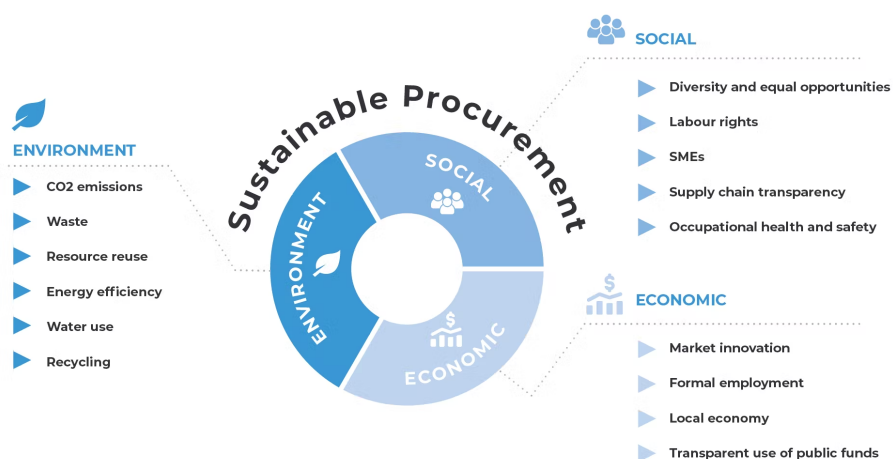 Sustainable Procurement
ENVIRONMENT
CO2 emissions
Waste
Resource reuse
Energy efficiency
Water use
Recycling
ENVIRONMENT
SOCIAL
ECONOMIC
SOCIAL
Diversity and equal opportunities
Labour rights
SMEs
Supply chain transparency
Occupational health and safety
ECONOMIC
Market innovation
Formal employment
Local economy
Transparent use of public funds